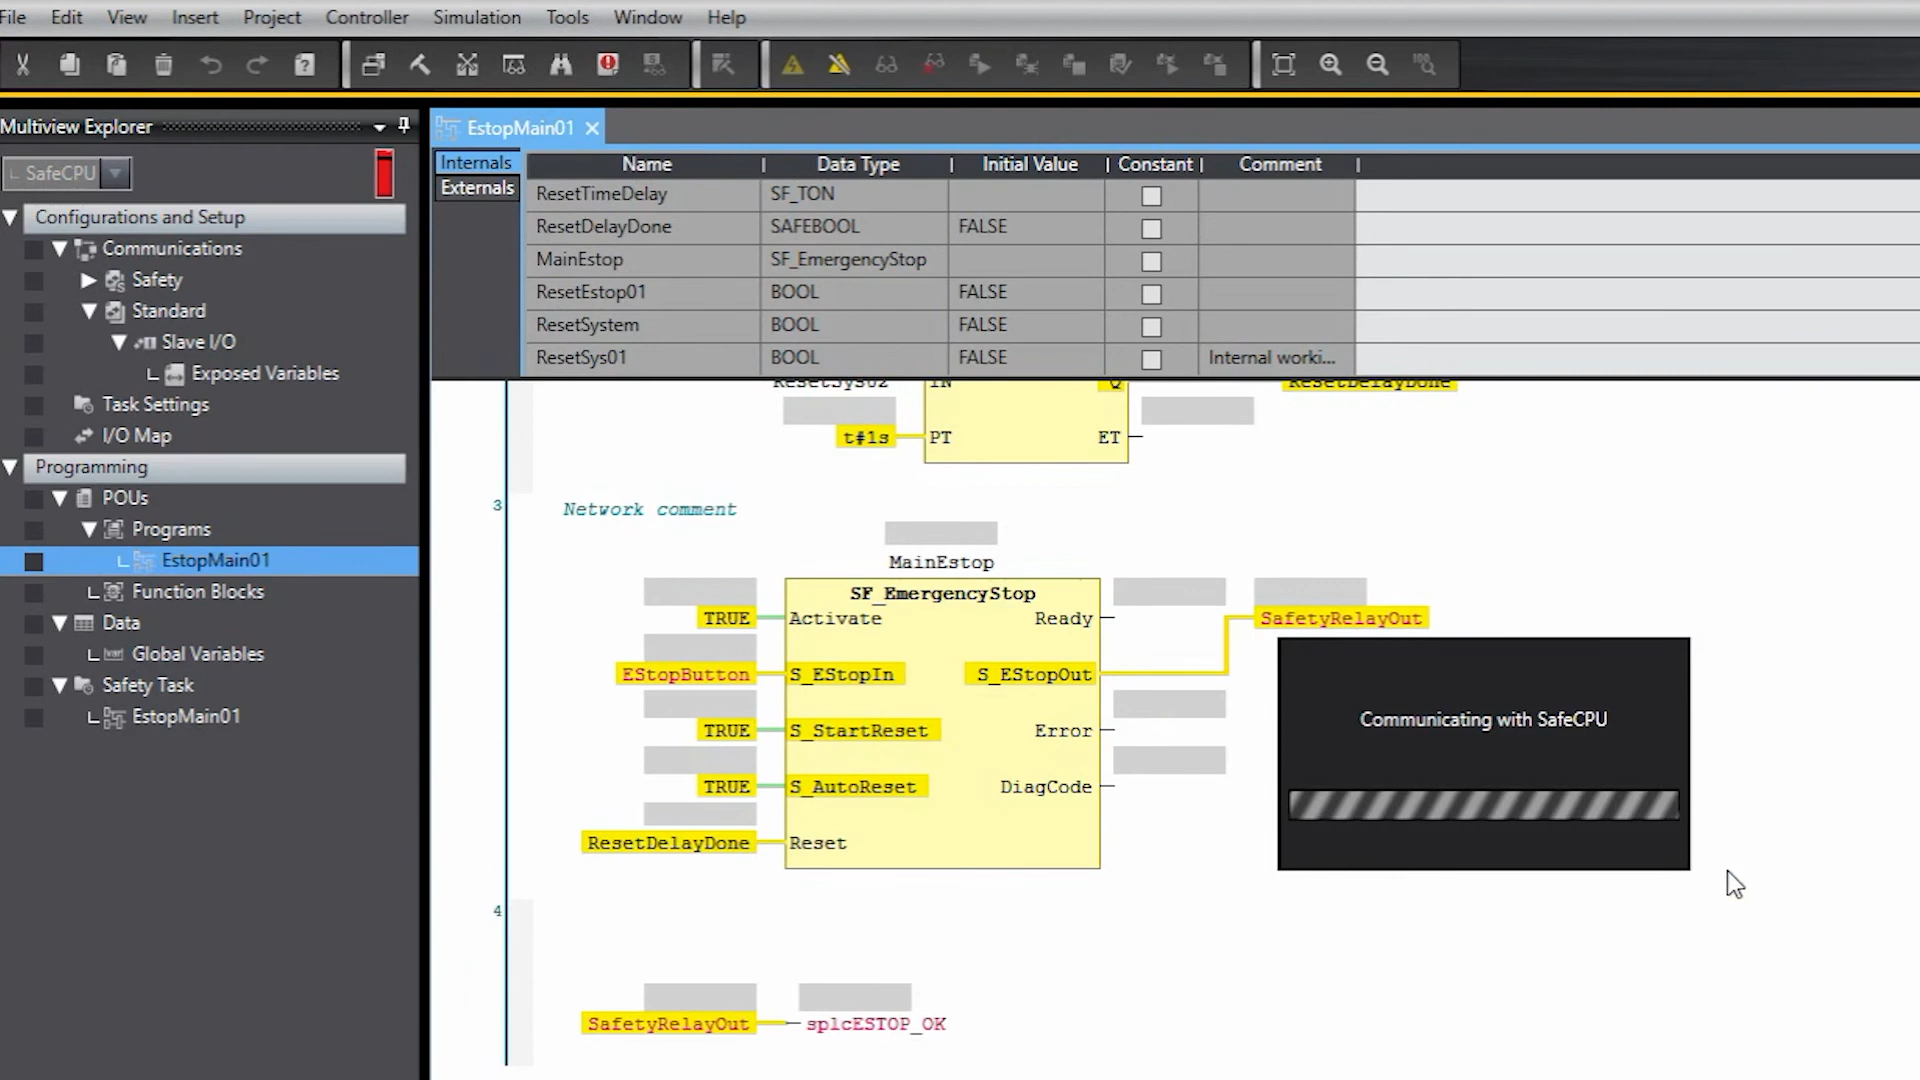 File Edit View Insert Project Controller Simulation Tools Window Help
Multiview Explorer
SafeCPU
Configurations and Setup
Communications
Safety
Standard
Slave I/O
Exposed Variables
Task Settings
I/O Map
Programming
POUs
Programs
EstopMain01
Function Blocks
Data
Global Variables
Safety Task
EstopMain01
EstopMain01
Internals
Externals
Name Data Type Initial Value Constant Comment
ResetTimeDelay SF_TON
ResetDelayDone SAFEBOOL FALSE
MainEstop SF_EmergencyStop
ResetEstop01 BOOL FALSE
ResetSystem BOOL FALSE
ResetSys01 BOOL FALSE Internal worki...
ResetSys02 IN Q ResetDelayDone
t#1s PT ET
3 Network comment
MainEstop
SF_EmergencyStop
TRUE Activate Ready SafetyRelayOut
EStopButton S_EStopIn S_EStopOut
TRUE S_StartReset Error
TRUE S_AutoReset DiagCode
ResetDelayDone Reset
Communicating with SafeCPU
4
SafetyRelayOut splcESTOP_OK